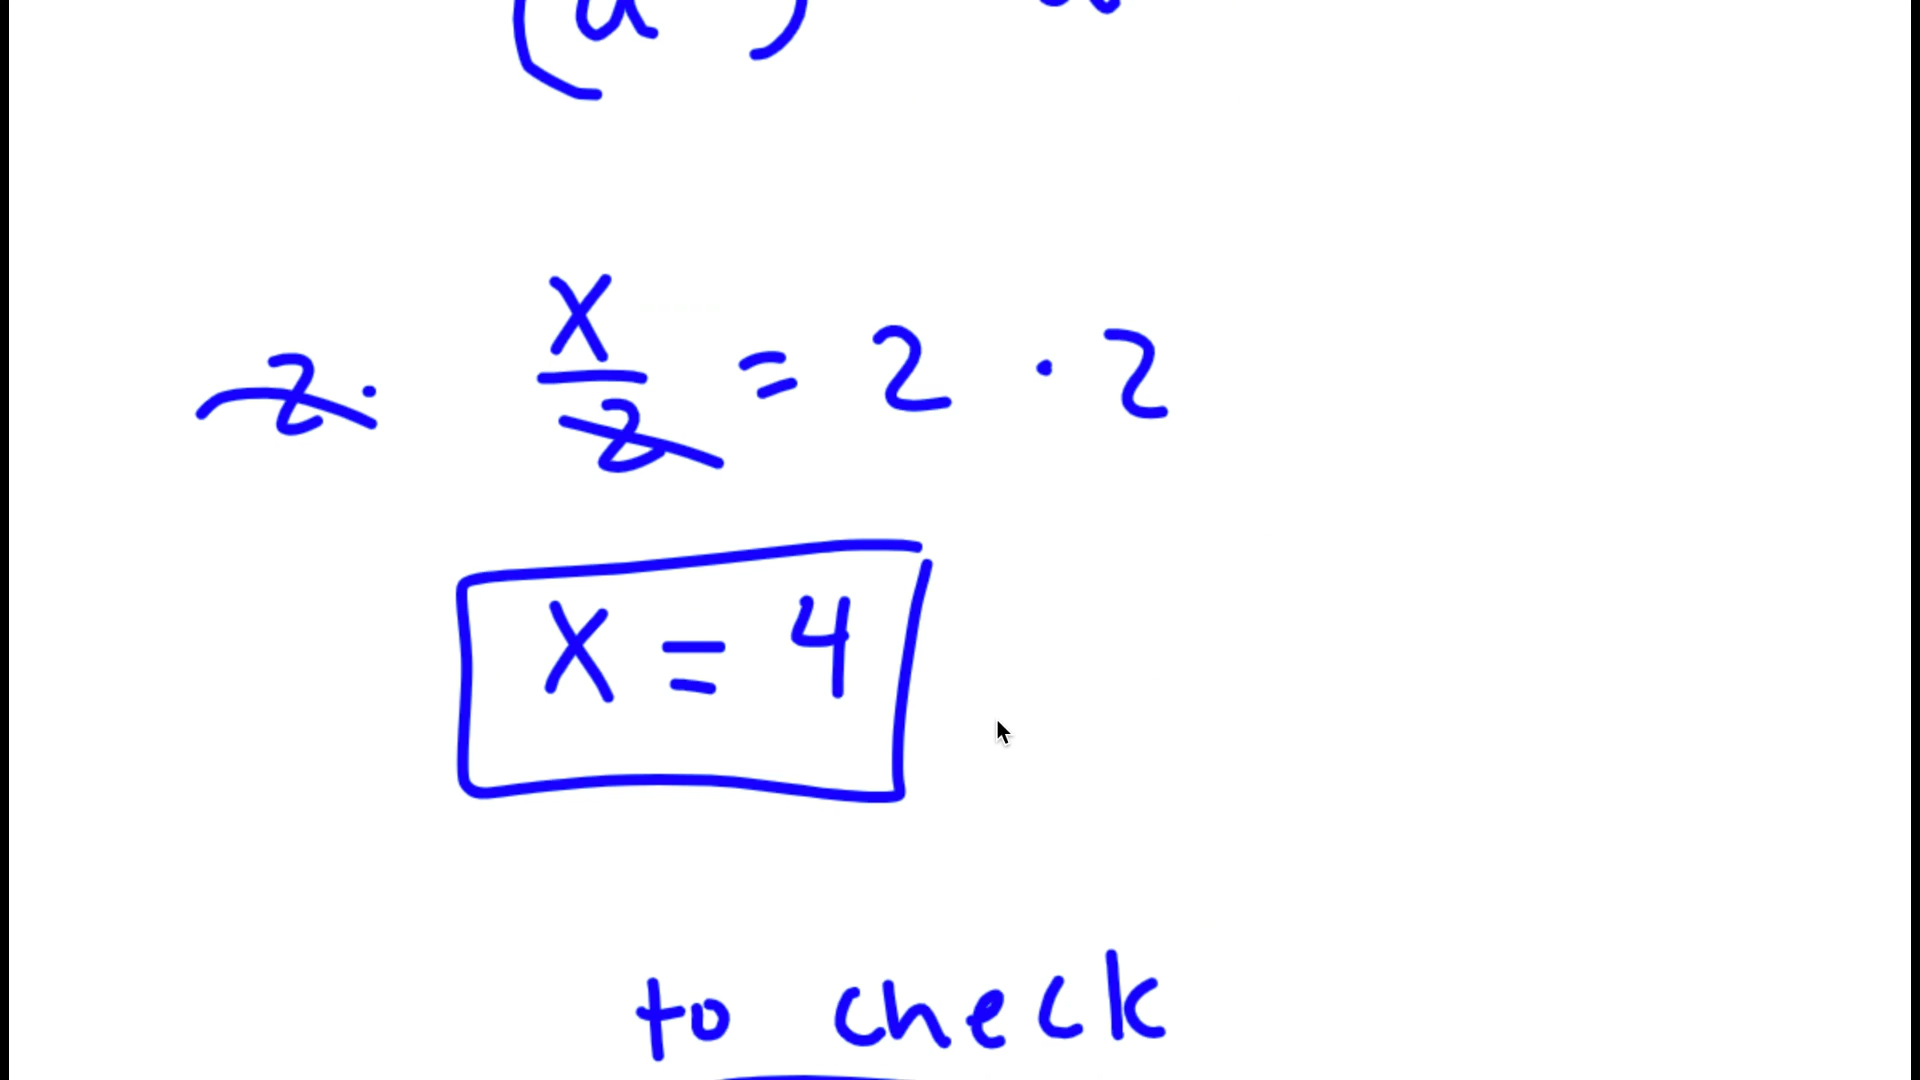 2 · x/2 = 2 · 2
x = 4
to check